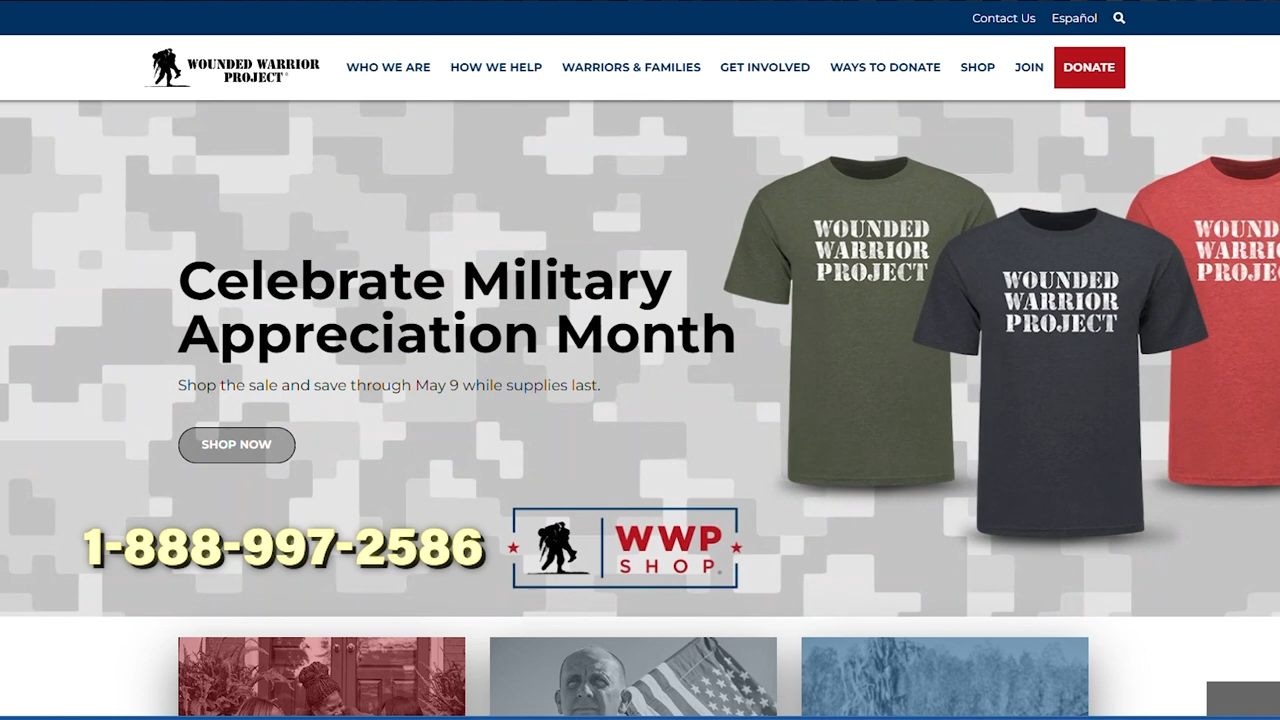 Contact Us Español
WOUNDED WARRIOR
PROJECT®
WHO WE ARE HOW WE HELP WARRIORS & FAMILIES GET INVOLVED WAYS TO DONATE SHOP JOIN DONATE
Celebrate Military
Appreciation Month
Shop the sale and save through May 9 while supplies last.
SHOP NOW
WOUNDED
WARRIOR
PROJECT
WOUNDED
WARRIOR
PROJECT
WOUND
WARRI
PROJE
1-888-997-2586
WWP
SHOP